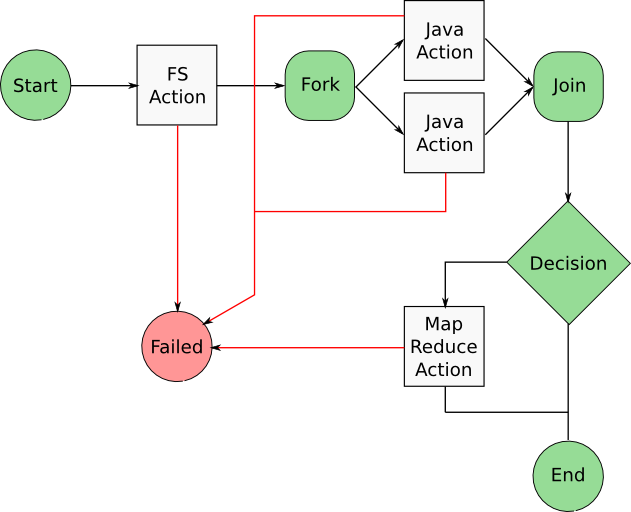 Start
FS
Action
Fork
Java
Action
Java
Action
Join
Decision
Map
Reduce
Action
Failed
End